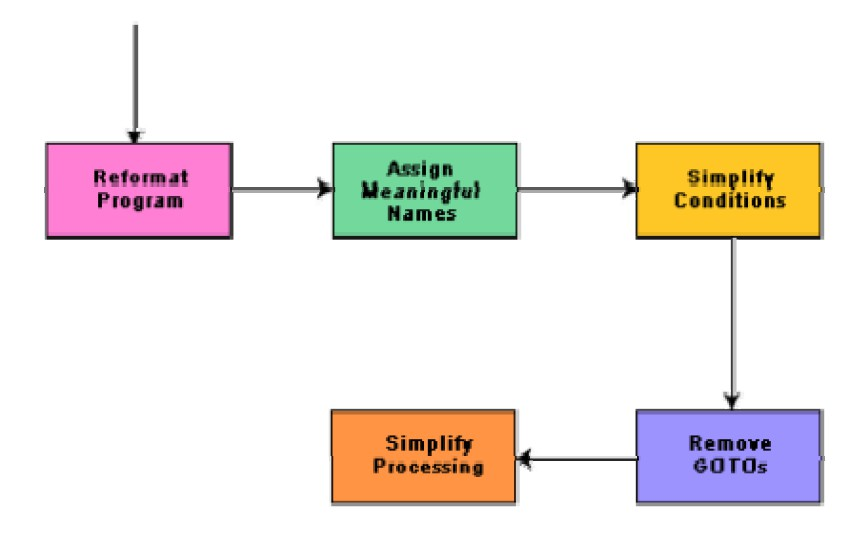 Reformat
Program
Assign
Meaningful
Names
Simplify
Conditions
Remove
GOTOs
Simplify
Processing